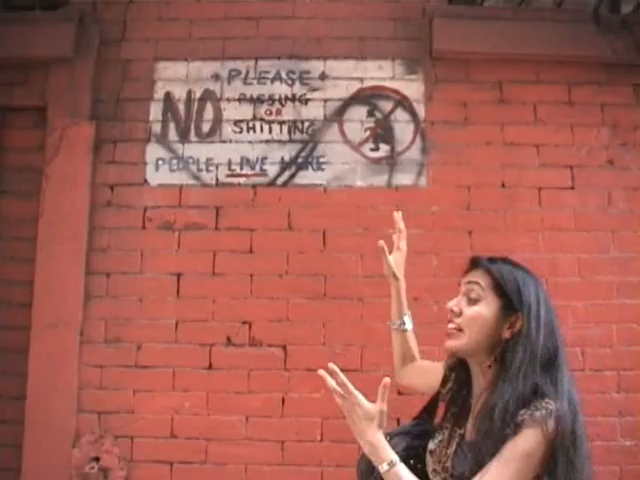 PLEASE
NO PISSING
OR
SHITTING
PEOPLE LIVE HERE